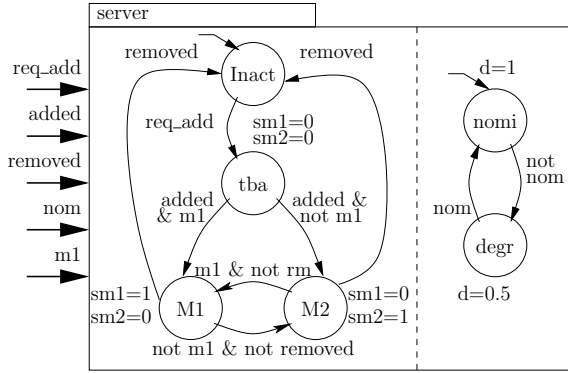 server
removed
removed
Inact
req_add
added
removed
nom
m1
req_add
sm1=0
sm2=0
tba
added
& m1
added &
not m1
m1 & not rm
sm1=1
sm2=0
M1
M2
sm1=0
sm2=1
not m1 & not removed
d=1
nomi
not
nom
nom
degr
d=0.5